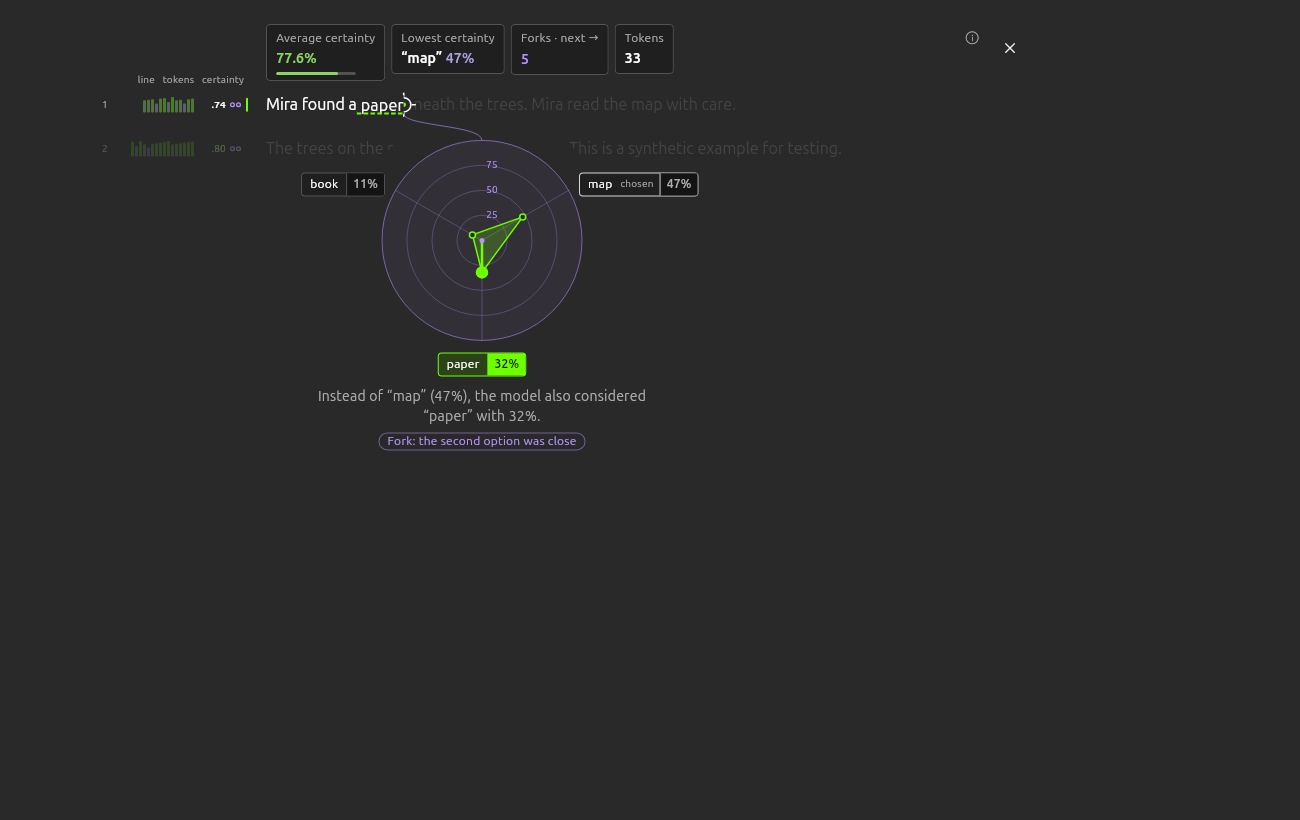 Average certainty
77.6%
Lowest certainty
“map” 47%
Forks · next →
5
Tokens
33
line tokens certainty
1 .74 Mira found a paper neath the trees. Mira read the map with care.
2 .80 The trees on the This is a synthetic example for testing.
75
50
25
book 11%
map chosen 47%
paper 32%
Instead of “map” (47%), the model also considered
“paper” with 32%.
Fork: the second option was close